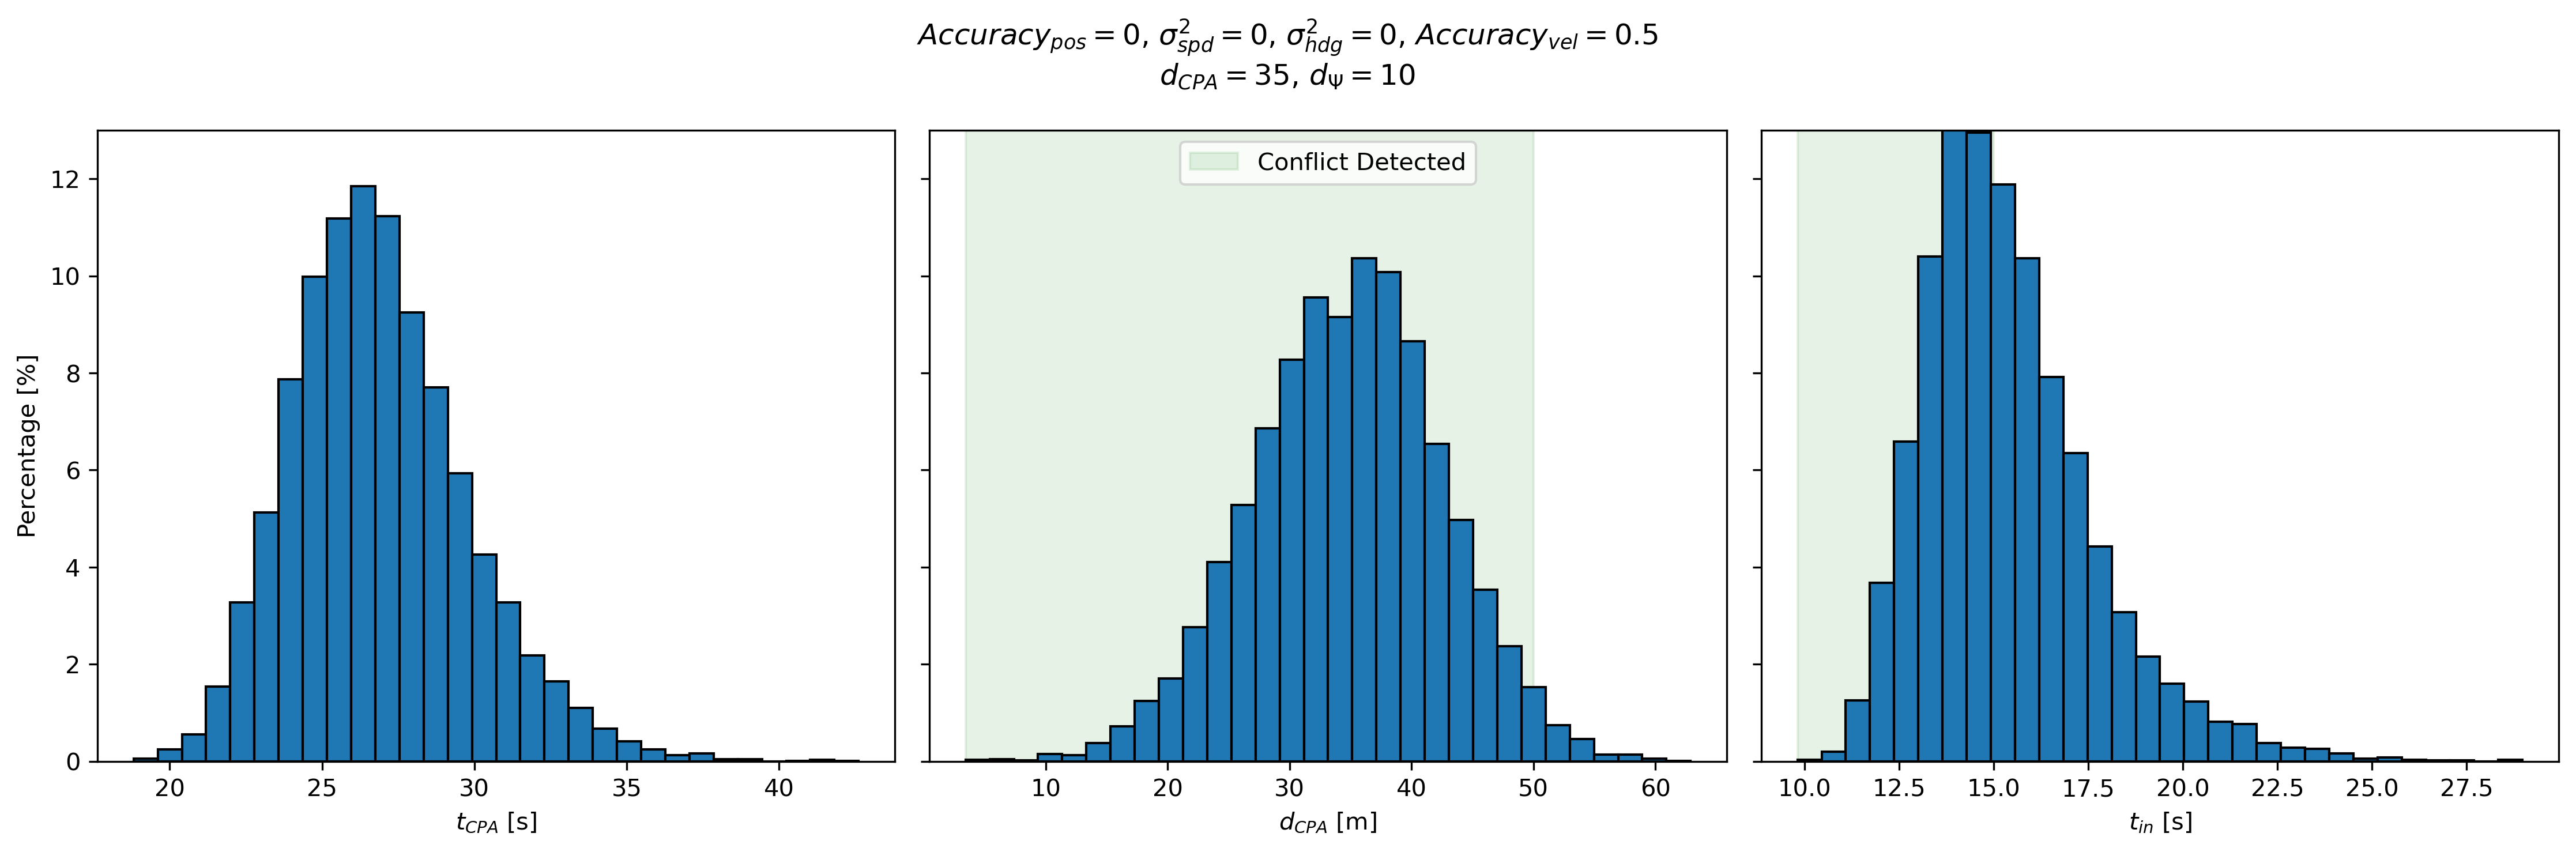 Accuracy_pos = 0, σ²_spd = 0, σ²_hdg = 0, Accuracy_vel = 0.5
d_CPA = 35, d_Ψ = 10
Percentage [%]
12
10
8
6
4
2
0
20 25 30 35 40
t_CPA [s]
Conflict Detected
10 20 30 40 50 60
d_CPA [m]
10.0 12.5 15.0 17.5 20.0 22.5 25.0 27.5
t_in [s]